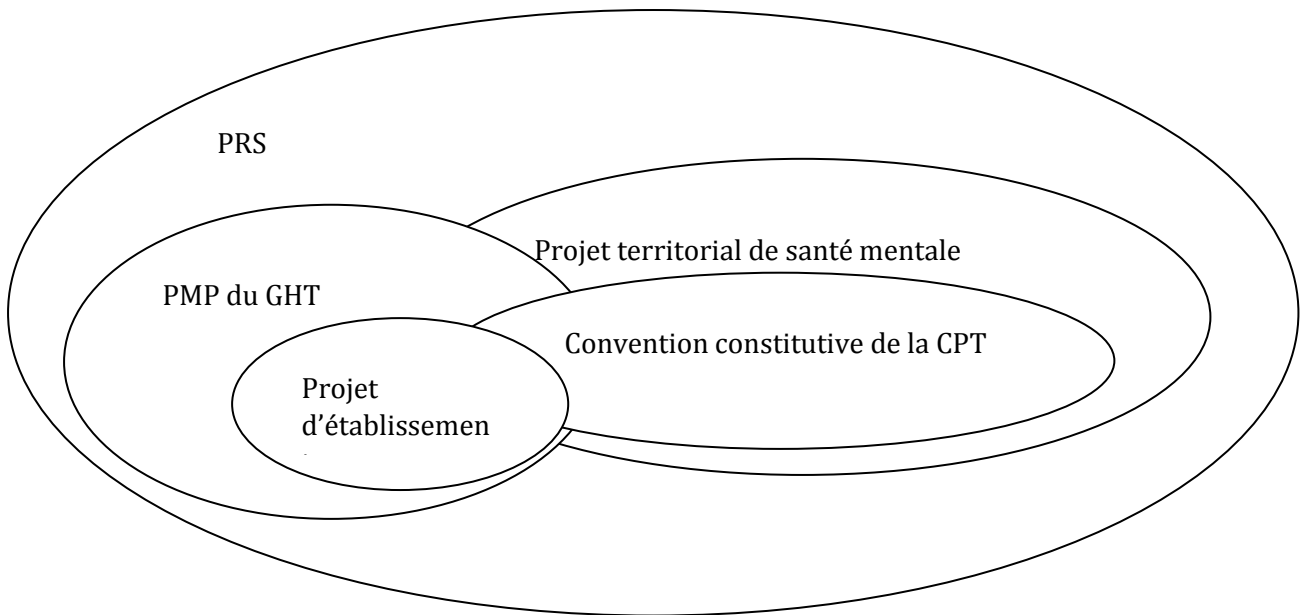 PRS
Projet territorial de santé mentale
PMP du GHT
Convention constitutive de la CPT
Projet
d’établissemen